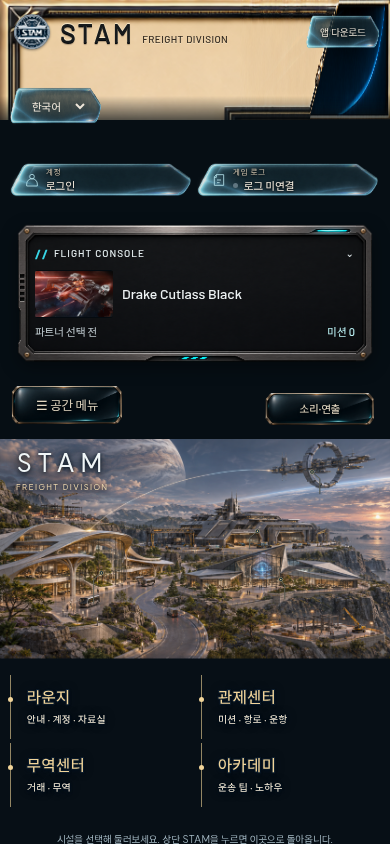 STAM
STAM FREIGHT DIVISION
앱 다운로드
한국어
계정
로그인
게임 로그
로그 미연결
// FLIGHT CONSOLE
Drake Cutlass Black
파트너 선택 전
미션 0
☰ 공간 메뉴
소리·연출
STAM
FREIGHT DIVISION
라운지
안내 · 계정 · 자료실
관제센터
미션 · 항로 · 운항
무역센터
거래 · 무역
아카데미
운송 팁 · 노하우
시설을 선택해 둘러보세요. 상단 STAM을 누르면 이곳으로 돌아옵니다.